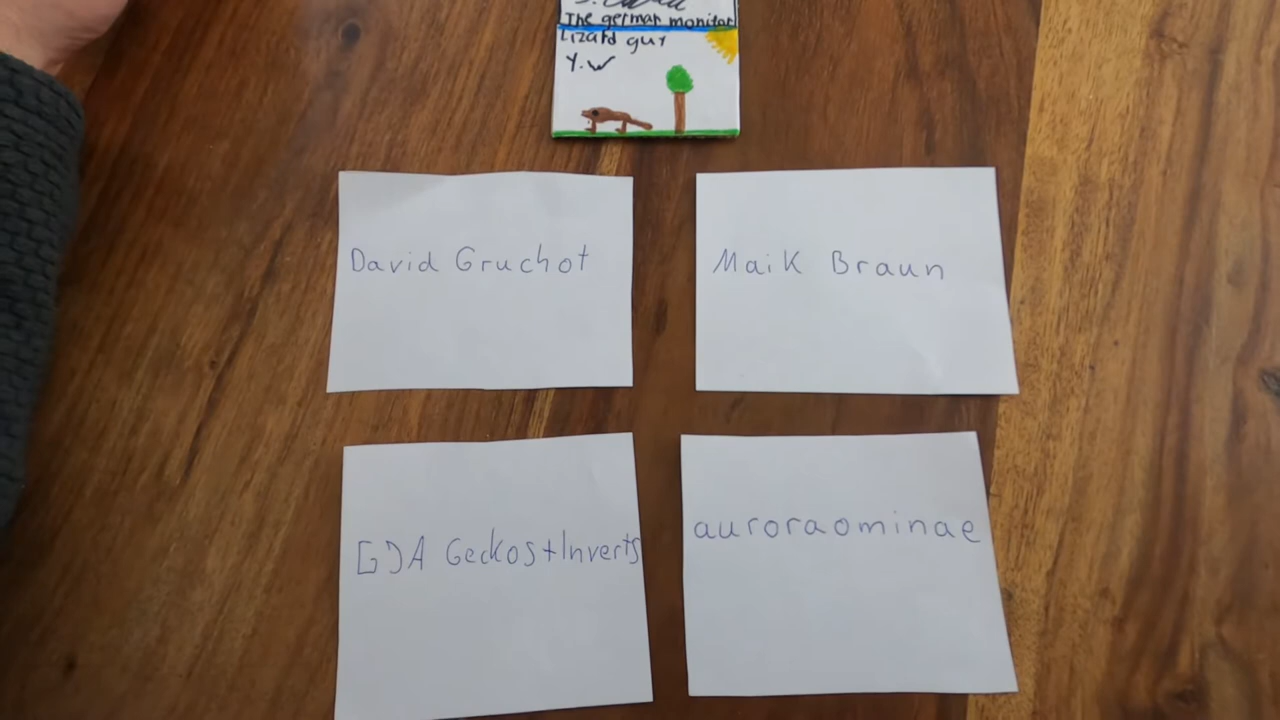 The german monitor
Lizard guy
Y.W
David Gruchot
Maik Braun
GDA Geckos+Inverts
auroraominae